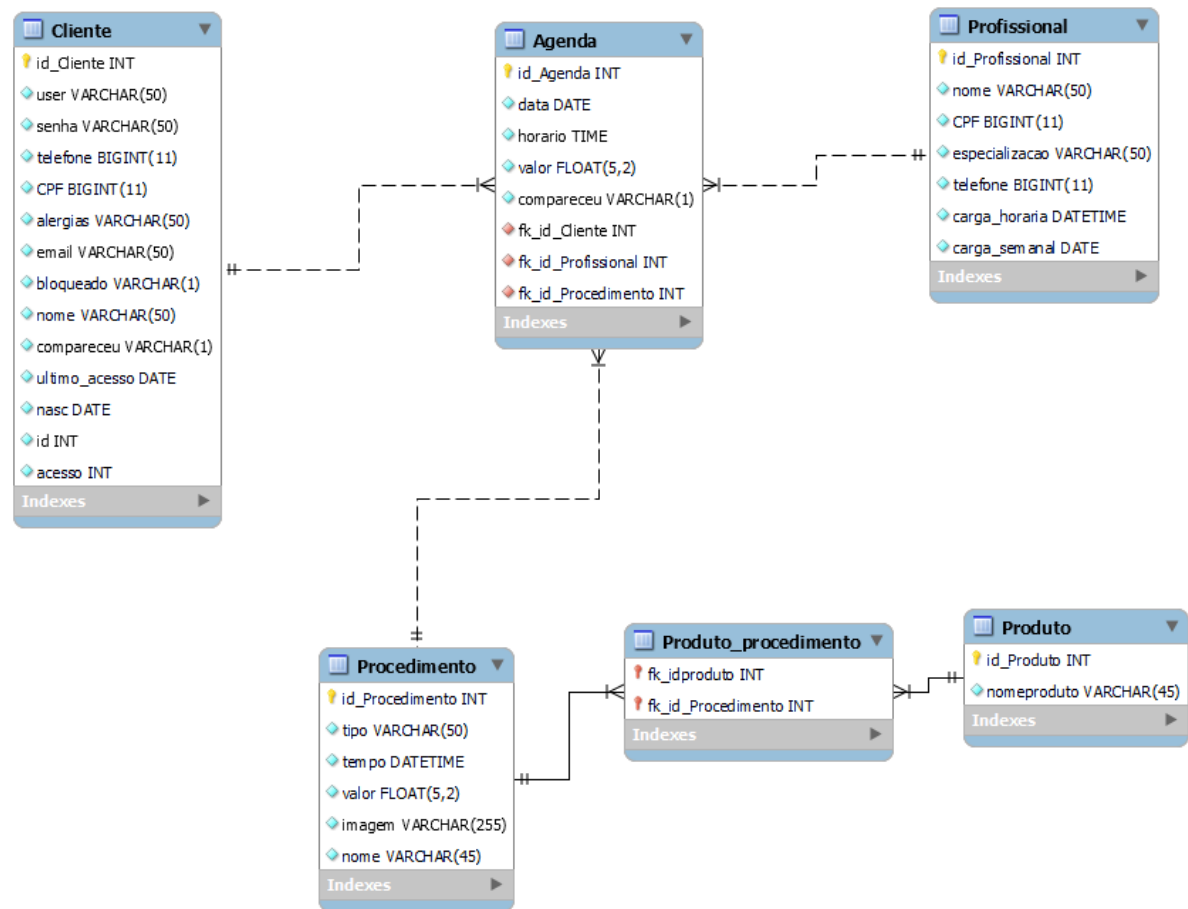 Cliente
id_Cliente INT
user VARCHAR(50)
senha VARCHAR(50)
telefone BIGINT(11)
CPF BIGINT(11)
alergias VARCHAR(50)
email VARCHAR(50)
bloqueado VARCHAR(1)
nome VARCHAR(50)
compareceu VARCHAR(1)
ultimo_acesso DATE
nasc DATE
id INT
acesso INT
Indexes
Agenda
id_Agenda INT
data DATE
horario TIME
valor FLOAT(5,2)
compareceu VARCHAR(1)
fk_id_Cliente INT
fk_id_Profissional INT
fk_id_Procedimento INT
Indexes
Profissional
id_Profissional INT
nome VARCHAR(50)
CPF BIGINT(11)
especializacao VARCHAR(50)
telefone BIGINT(11)
carga_horaria DATETIME
carga_semanal DATE
Indexes
Procedimento
id_Procedimento INT
tipo VARCHAR(50)
tempo DATETIME
valor FLOAT(5,2)
imagem VARCHAR(255)
nome VARCHAR(45)
Indexes
Produto_procedimento
fk_idproduto INT
fk_id_Procedimento INT
Indexes
Produto
id_Produto INT
nomeproduto VARCHAR(45)
Indexes